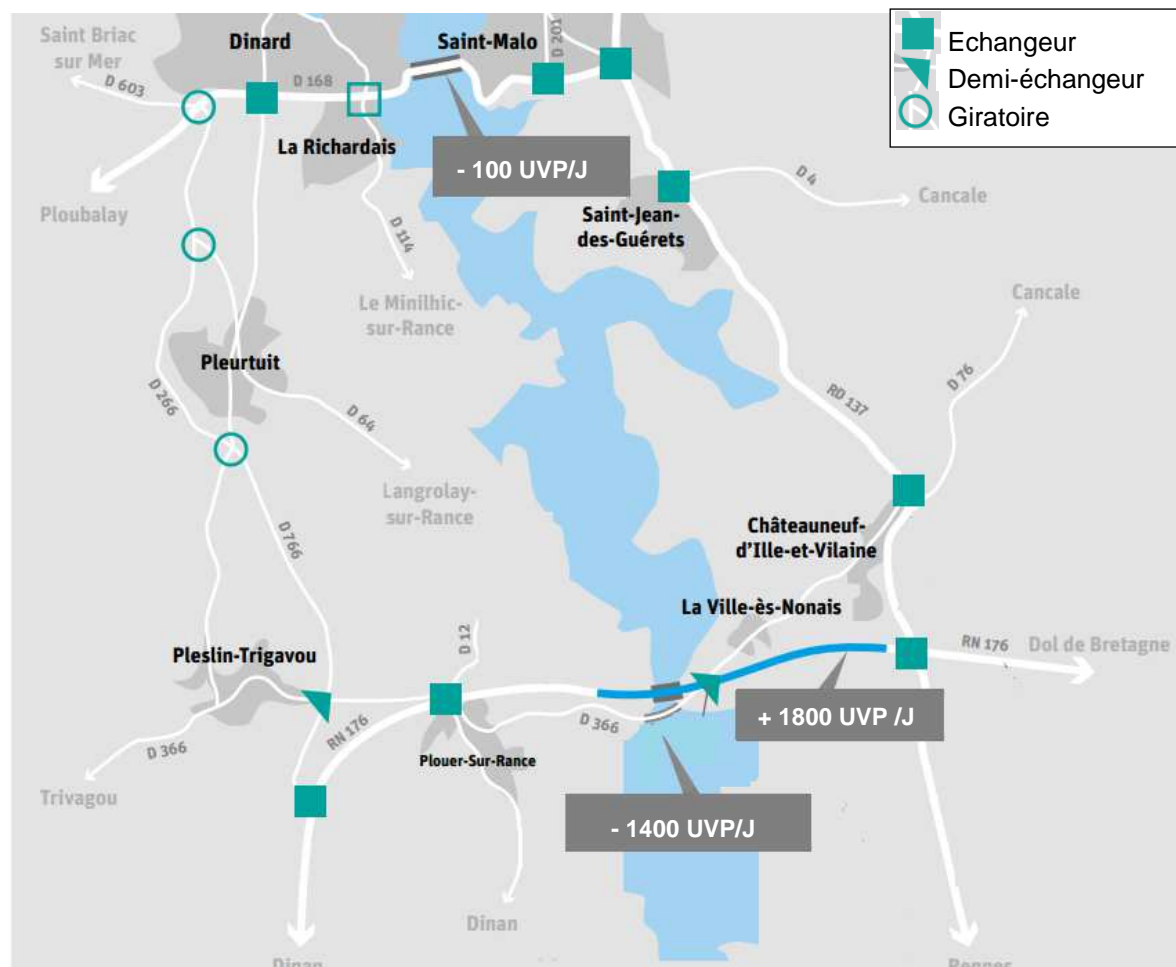 Saint Briac
sur Mer
Dinard
Saint-Malo
D 201
Echangeur
Demi-échangeur
Giratoire
D 603
D 168
La Richardais
- 100 UVP/J
Ploubalay
D 114
Saint-Jean-
des-Guérets
D 4
Cancale
Le Minilhic-
sur-Rance
Cancale
Pleurtuit
D 266
D 64
RD 137
D 76
Langrolay-
sur-Rance
D 766
Châteauneuf-
d'Ille-et-Vilaine
La Ville-ès-Nonais
D 12
Pleslin-Trigavou
RN 176
Dol de Bretagne
RN 176
D 366
+ 1800 UVP /J
D 366
Plouer-Sur-Rance
Trivagou
- 1400 UVP/J
Dinan
Dinan
Rennes